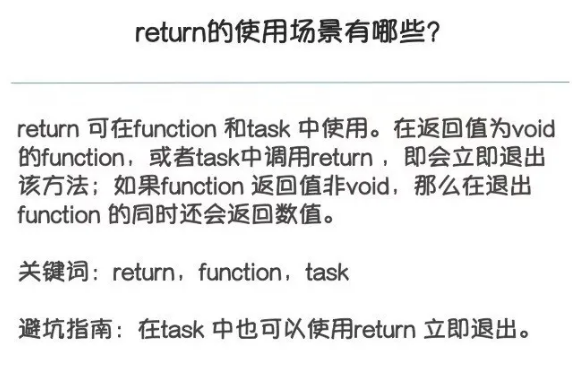 return的使用场景有哪些?
return 可在function 和task 中使用。在返回值为void
的function，或者task中调用return ，即会立即退出
该方法；如果function 返回值非void，那么在退出
function 的同时还会返回数值。
关键词：return，function，task
避坑指南：在task 中也可以使用return 立即退出。